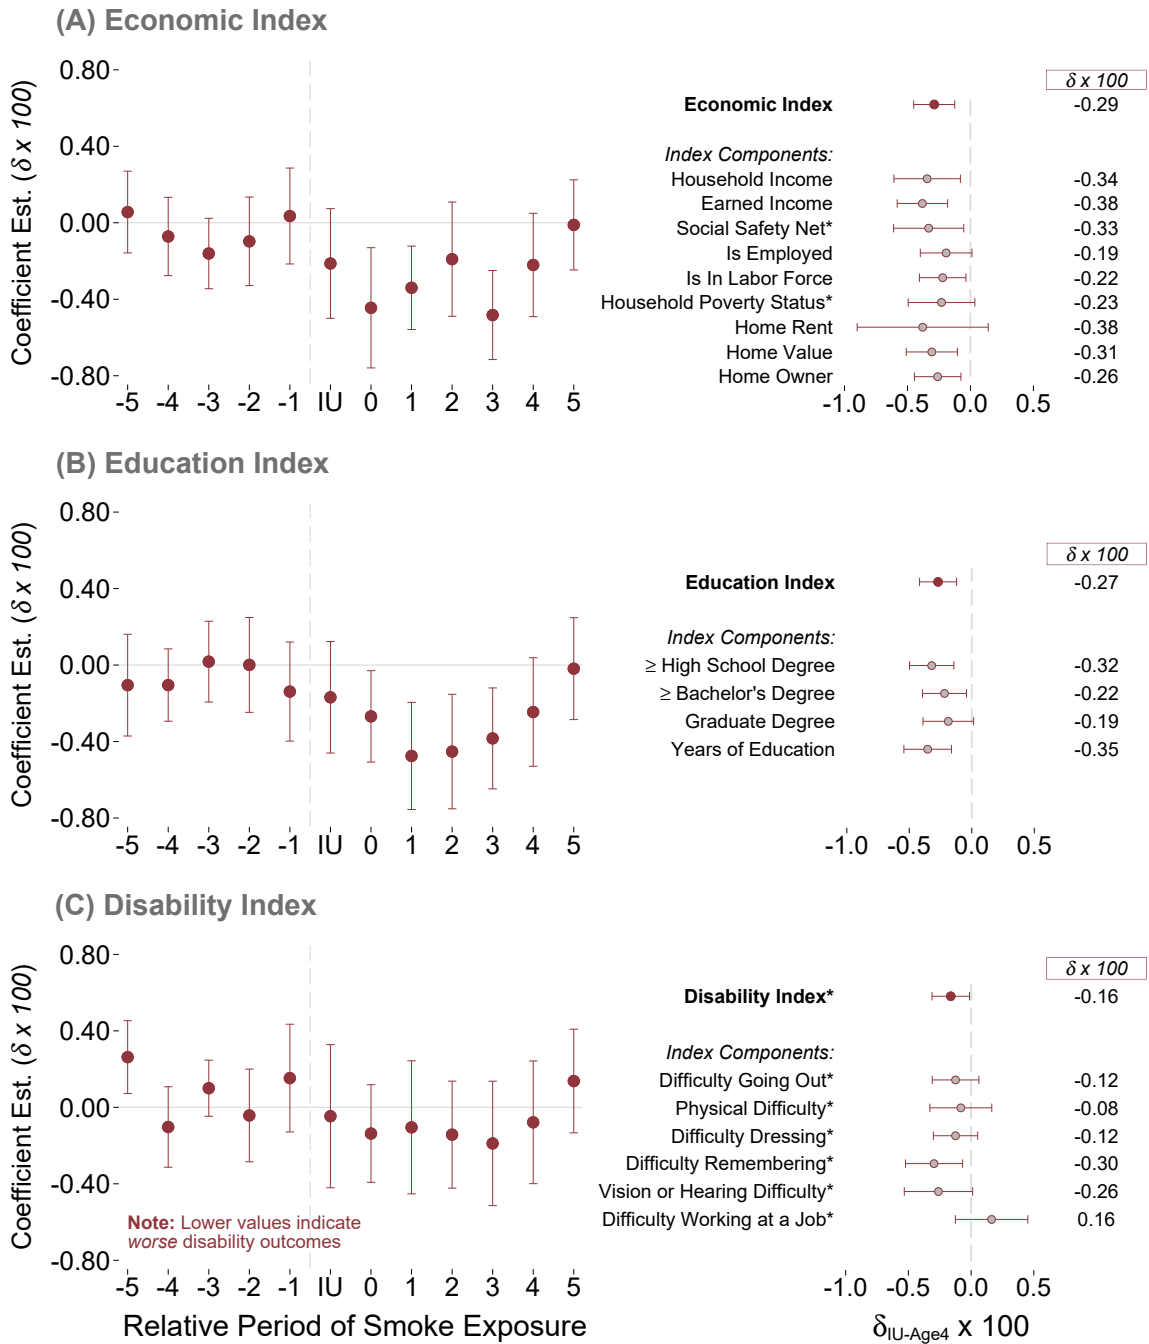 (A) Economic Index
Coefficient Est. (δ x 100)
0.80
0.40
0.00
-0.40
-0.80
-5 -4 -3 -2 -1 IU 0 1 2 3 4 5
δ x 100
Economic Index -0.29
Index Components:
Household Income -0.34
Earned Income -0.38
Social Safety Net* -0.33
Is Employed -0.19
Is In Labor Force -0.22
Household Poverty Status* -0.23
Home Rent -0.38
Home Value -0.31
Home Owner -0.26
-1.0 -0.5 0.0 0.5
(B) Education Index
Coefficient Est. (δ x 100)
0.80
0.40
0.00
-0.40
-0.80
-5 -4 -3 -2 -1 IU 0 1 2 3 4 5
δ x 100
Education Index -0.27
Index Components:
≥ High School Degree -0.32
≥ Bachelor's Degree -0.22
Graduate Degree -0.19
Years of Education -0.35
-1.0 -0.5 0.0 0.5
(C) Disability Index
Coefficient Est. (δ x 100)
0.80
0.40
0.00
-0.40
-0.80
Note: Lower values indicate
worse disability outcomes
-5 -4 -3 -2 -1 IU 0 1 2 3 4 5
Relative Period of Smoke Exposure
δ x 100
Disability Index* -0.16
Index Components:
Difficulty Going Out* -0.12
Physical Difficulty* -0.08
Difficulty Dressing* -0.12
Difficulty Remembering* -0.30
Vision or Hearing Difficulty* -0.26
Difficulty Working at a Job* 0.16
-1.0 -0.5 0.0 0.5
δIU-Age4 x 100